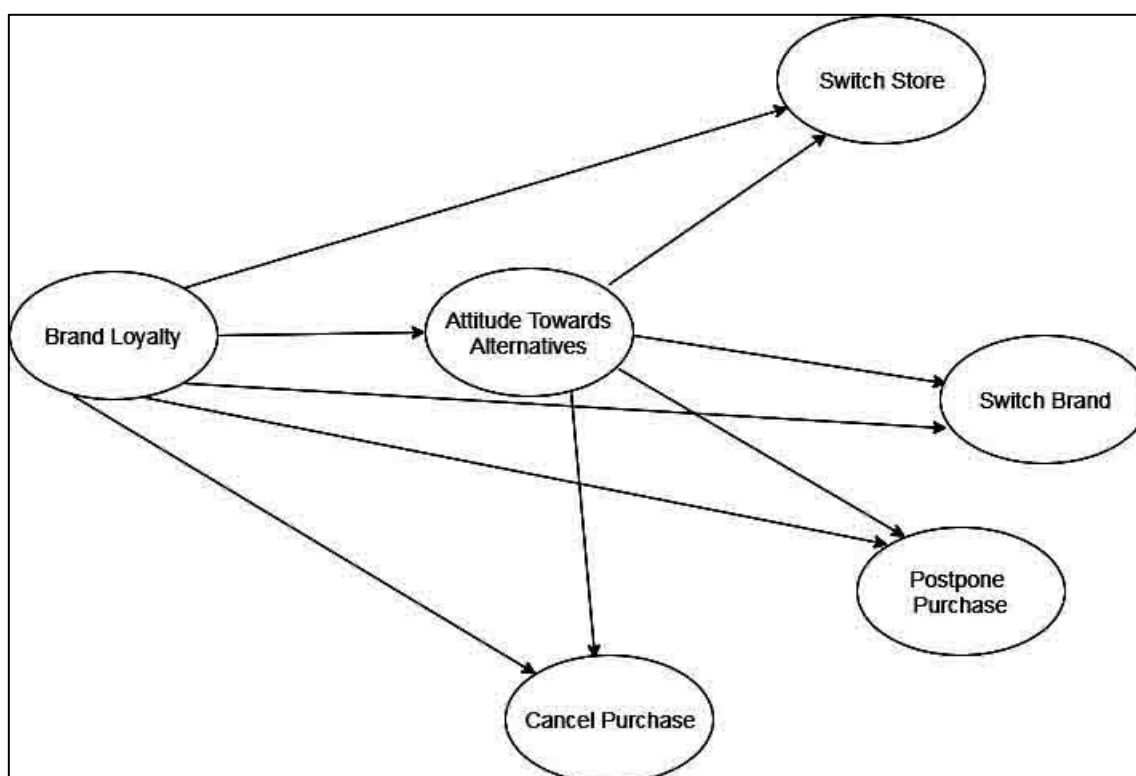 Switch Store
Brand Loyalty
Attitude Towards
Alternatives
Switch Brand
Postpone
Purchase
Cancel Purchase